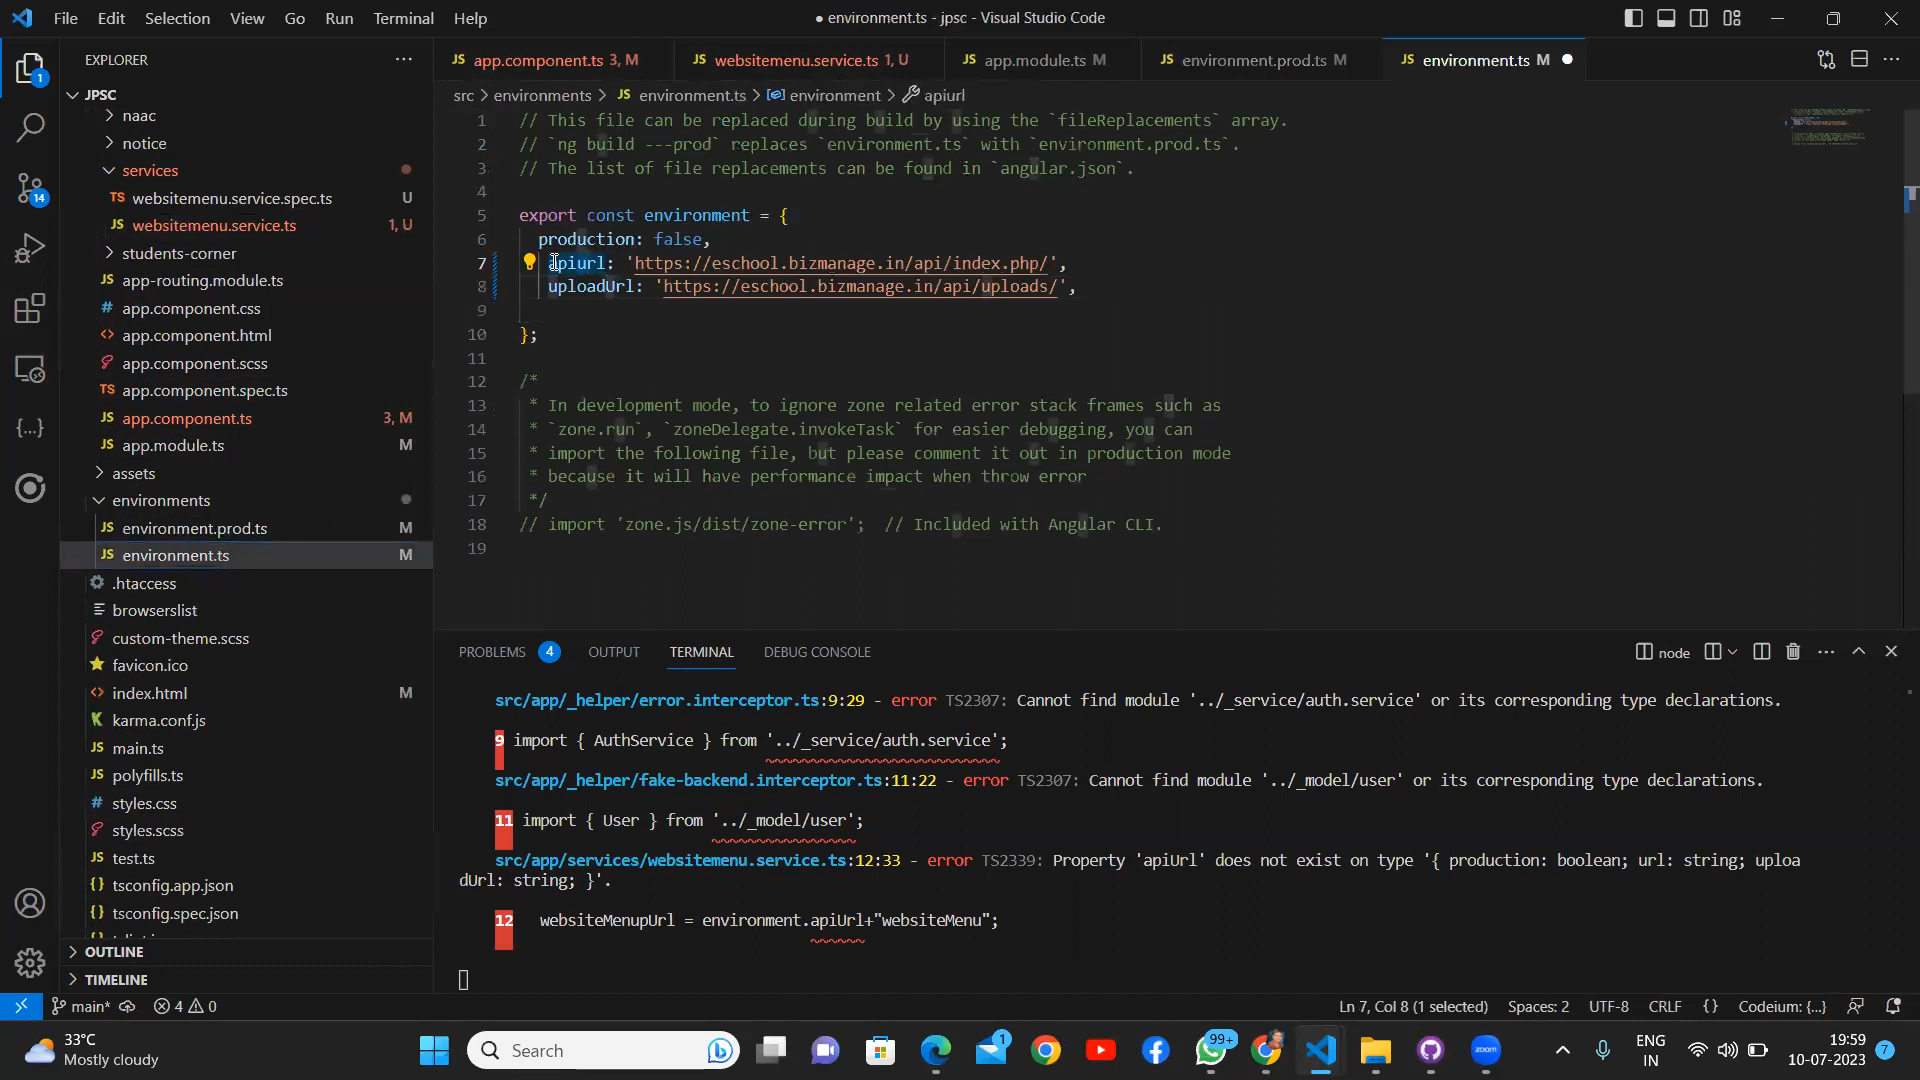 File Edit Selection View Go Run Terminal Help
● environment.ts - jpsc - Visual Studio Code
EXPLORER
app.component.ts 3, M
websitemenu.service.ts 1, U
app.module.ts M
environment.prod.ts M
environment.ts M
JPSC
naac
notice
services
websitemenu.service.spec.ts U
websitemenu.service.ts 1, U
students-corner
app-routing.module.ts
app.component.css
app.component.html
app.component.scss
app.component.spec.ts
app.component.ts 3, M
app.module.ts M
assets
environments
environment.prod.ts M
environment.ts M
.htaccess
browserslist
custom-theme.scss
favicon.ico
index.html M
karma.conf.js
main.ts
polyfills.ts
styles.css
styles.scss
test.ts
tsconfig.app.json
tsconfig.spec.json
OUTLINE
TIMELINE
src > environments > JS environment.ts > environment > apiurl
1 // This file can be replaced during build by using the `fileReplacements` array.
2 // `ng build ---prod` replaces `environment.ts` with `environment.prod.ts`.
3 // The list of file replacements can be found in `angular.json`.
4
5 export const environment = {
6 production: false,
7 apiurl: 'https://eschool.bizmanage.in/api/index.php/',
8 uploadUrl: 'https://eschool.bizmanage.in/api/uploads/',
9
10 };
11
12 /*
13 * In development mode, to ignore zone related error stack frames such as
14 * `zone.run`, `zoneDelegate.invokeTask` for easier debugging, you can
15 * import the following file, but please comment it out in production mode
16 * because it will have performance impact when throw error
17 */
18 // import 'zone.js/dist/zone-error'; // Included with Angular CLI.
19
PROBLEMS 4 OUTPUT TERMINAL DEBUG CONSOLE
node
src/app/_helper/error.interceptor.ts:9:29 - error TS2307: Cannot find module '../_service/auth.service' or its corresponding type declarations.
9 import { AuthService } from '../_service/auth.service';
src/app/_helper/fake-backend.interceptor.ts:11:22 - error TS2307: Cannot find module '../_model/user' or its corresponding type declarations.
11 import { User } from '../_model/user';
src/app/services/websitemenu.service.ts:12:33 - error TS2339: Property 'apiUrl' does not exist on type '{ production: boolean; url: string; uploa
dUrl: string; }'.
12 websiteMenupUrl = environment.apiUrl+"websiteMenu";
main* 4 0
Ln 7, Col 8 (1 selected) Spaces: 2 UTF-8 CRLF {} Codeium: {...}
33°C
Mostly cloudy
Search
1
99+
zoom
ENG
IN
19:59
10-07-2023
7